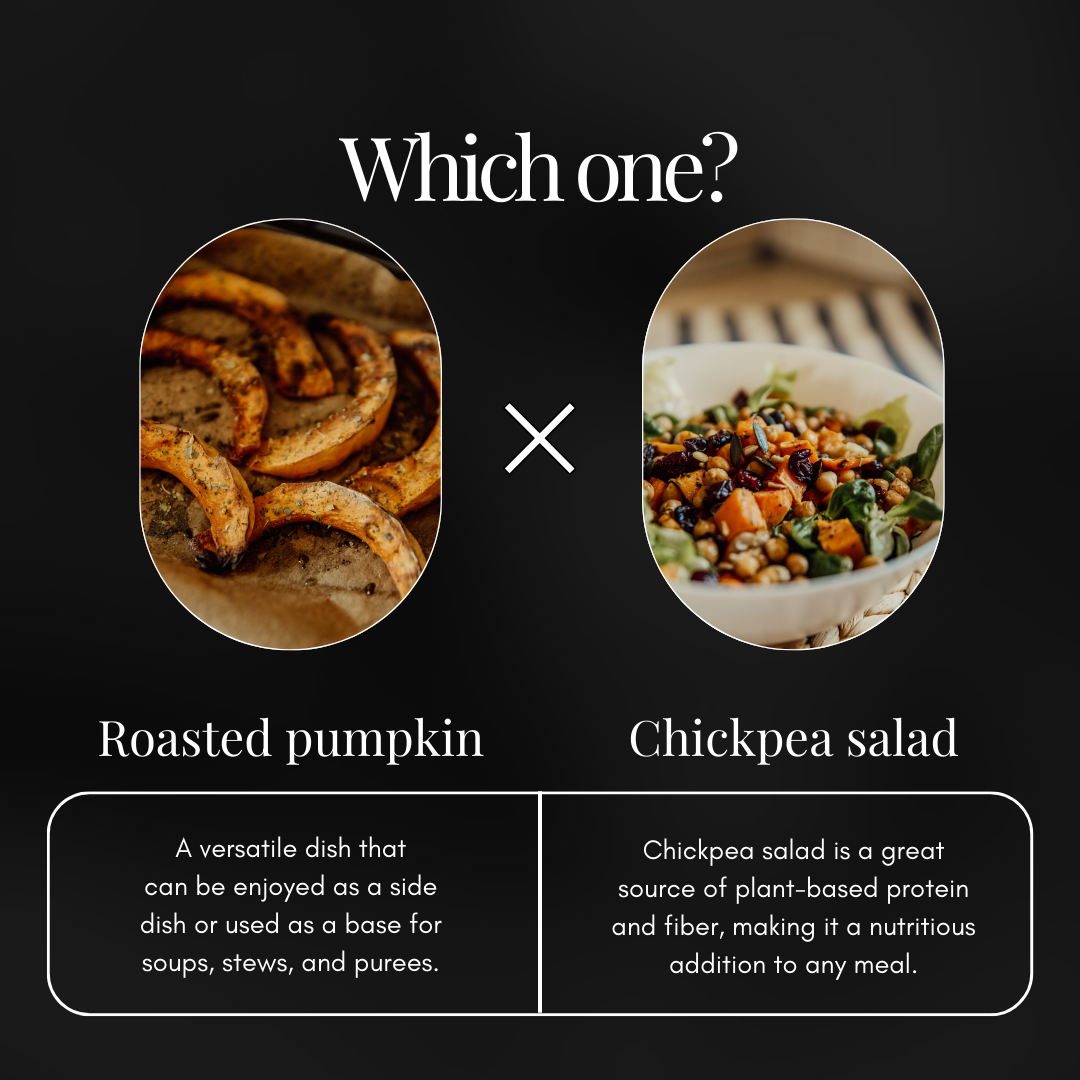 Which one?
Roasted pumpkin
A versatile dish that
can be enjoyed as a side
dish or used as a base for
soups, stews, and purees.
Chickpea salad
Chickpea salad is a great
source of plant-based protein
and fiber, making it a nutritious
addition to any meal.